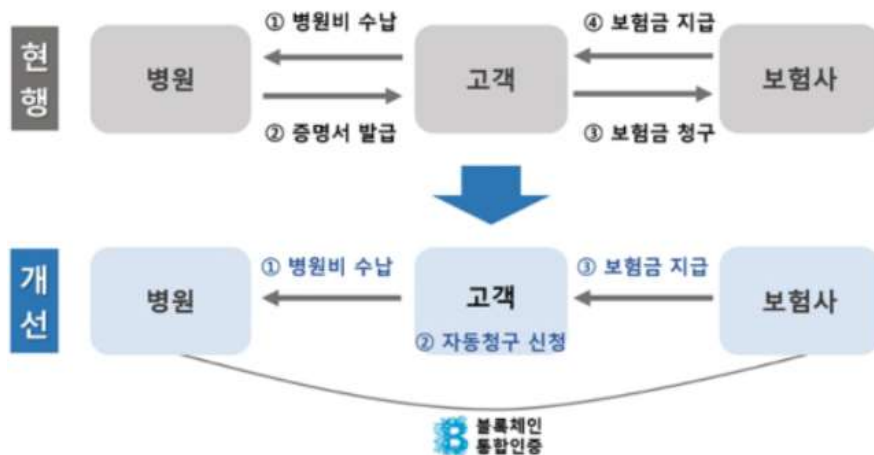 현
행
① 병원비 수납
④ 보험금 지급
병원
고객
보험사
② 증명서 발급
③ 보험금 청구
개
선
① 병원비 수납
③ 보험금 지급
병원
고객
보험사
② 자동청구 신청
블록체인
통합인증